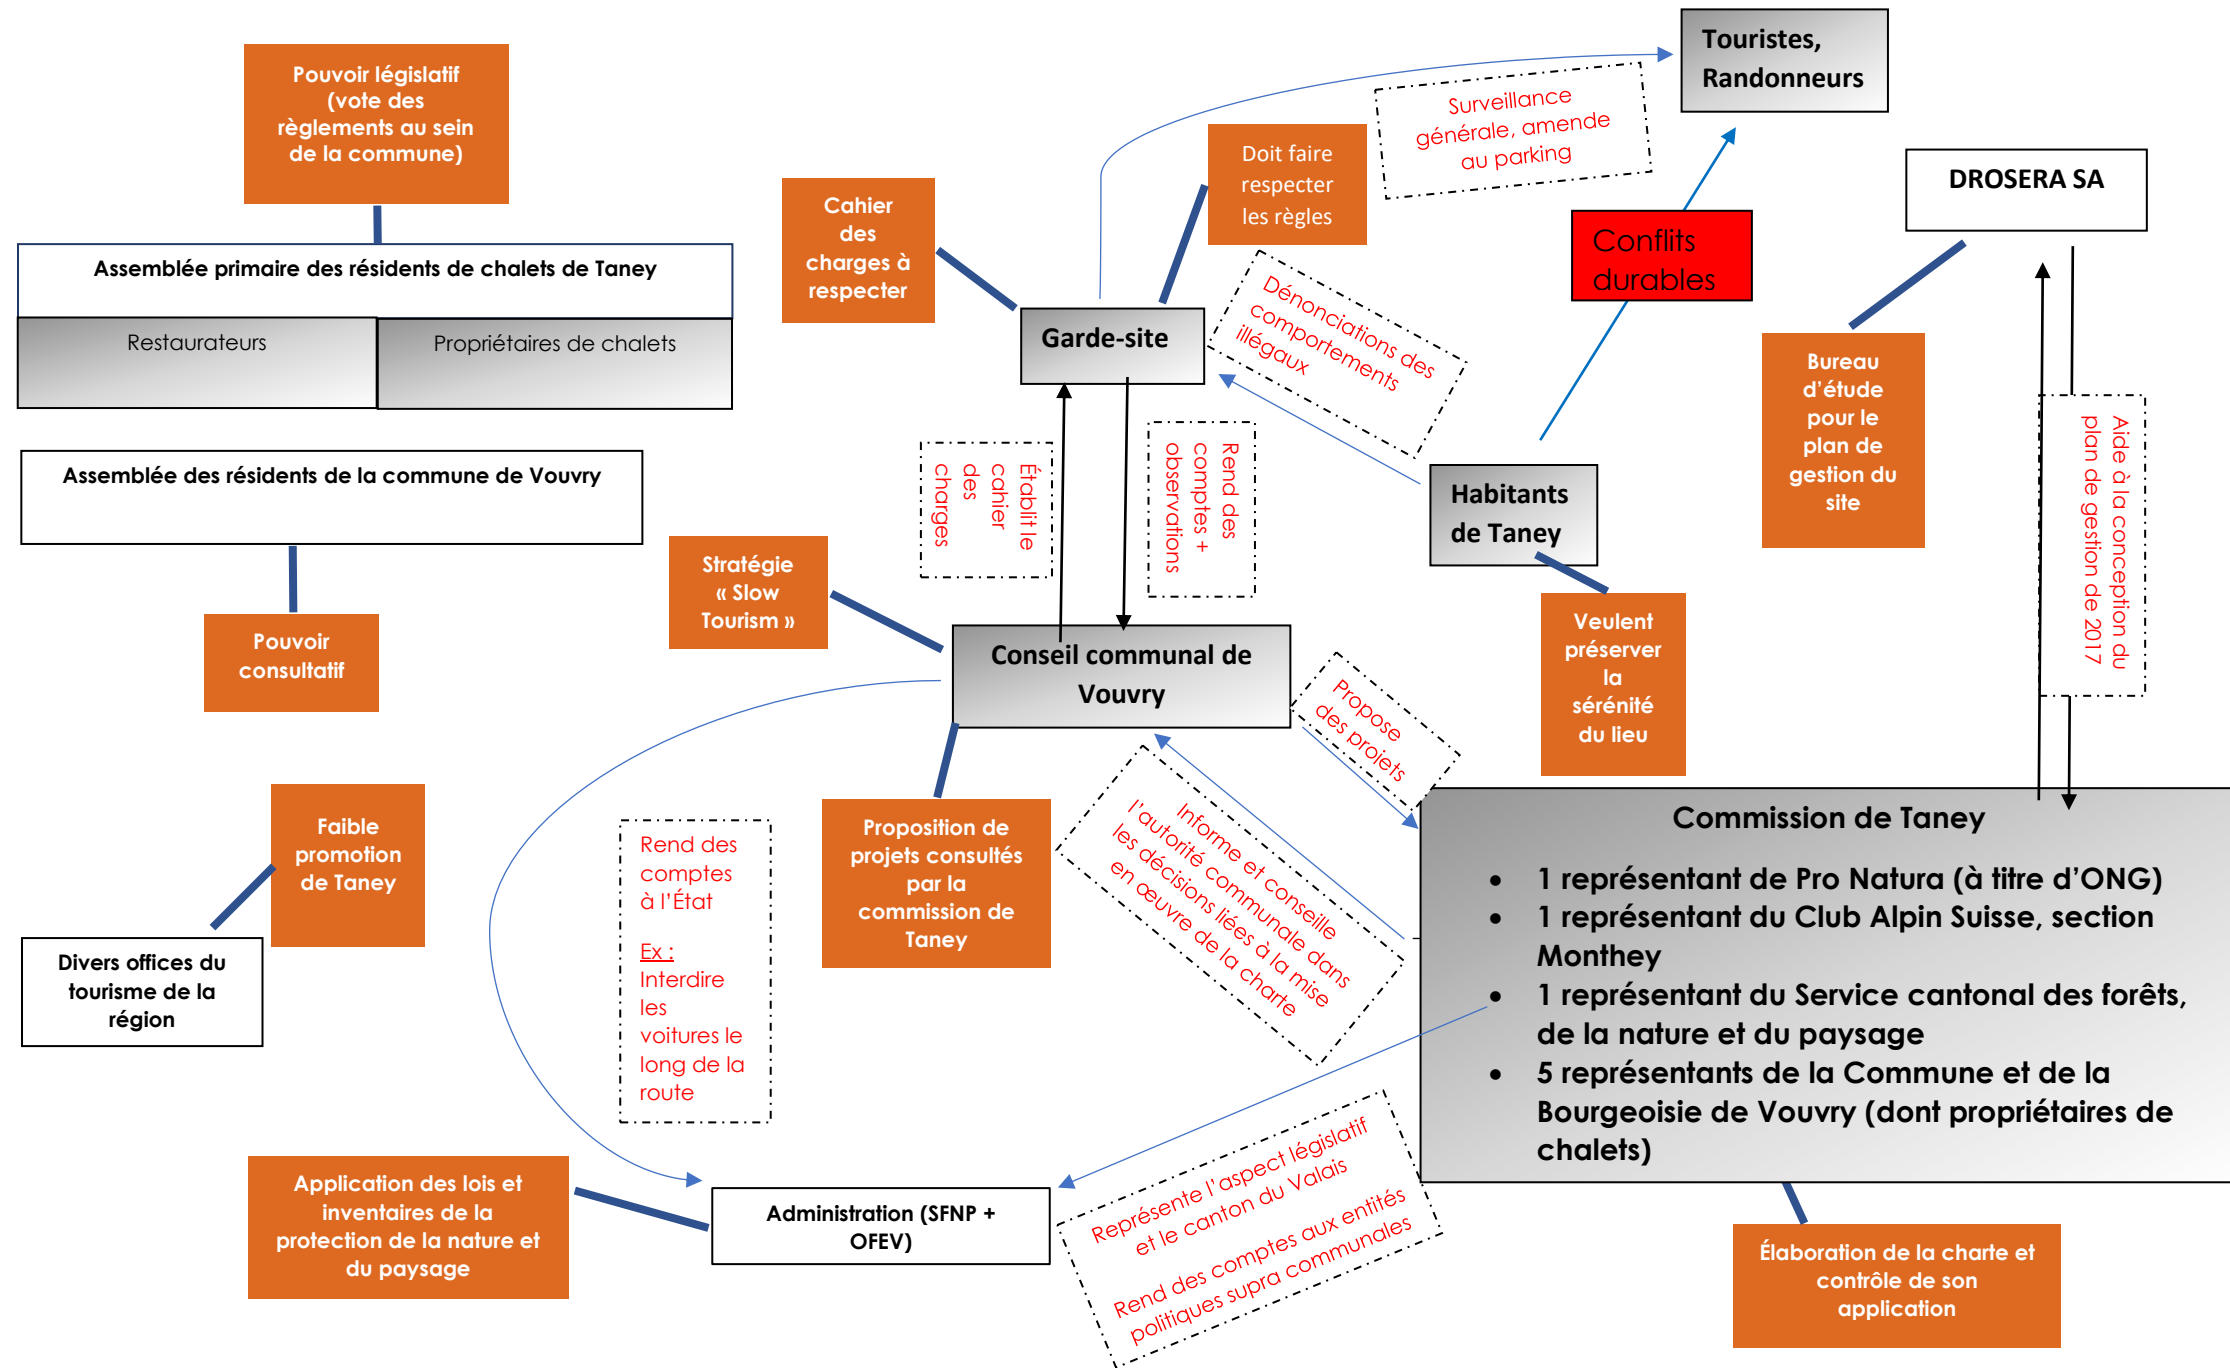 Pouvoir législatif
(vote des
règlements au sein
de la commune)
Assemblée primaire des résidents de chalets de Taney
Restaurateurs
Propriétaires de chalets
Assemblée des résidents de la commune de Vouvry
Pouvoir
consultatif
Faible
promotion
de Taney
Divers offices du
tourisme de la
région
Touristes,
Randonneurs
Surveillance
générale, amende
au parking
Doit faire
respecter
les règles
Cahier
des
charges à
respecter
Garde-site
Dénonciations des
comportements
illégaux
Conflits
durables
DROSERA SA
Bureau
d'étude
pour le
plan de
gestion du
site
Aide à la conception du
plan de gestion de 2017
Établit le
cahier
des
charges
Rend des
comptes +
observations
Habitants
de Taney
Veulent
préserver
la
sérénité
du lieu
Stratégie
« Slow
Tourism »
Conseil communal de
Vouvry
Propose
des projets
Proposition de
projets consultés
par la
commission de
Taney
Informe et conseille
l'autorité communale dans
les décisions liées à la mise
en œuvre de la charte
Rend des
comptes
à l'État
Ex :
Interdire
les
voitures le
long de la
route
Commission de Taney
• 1 représentant de Pro Natura (à titre d'ONG)
• 1 représentant du Club Alpin Suisse, section
Monthey
• 1 représentant du Service cantonal des forêts,
de la nature et du paysage
• 5 représentants de la Commune et de la
Bourgeoisie de Vouvry (dont propriétaires de
chalets)
Application des lois et
inventaires de la
protection de la nature et
du paysage
Administration (SFNP +
OFEV)
Représente l'aspect législatif
et le canton du Valais
Rend des comptes aux entités
politiques supra communales
Élaboration de la charte et
contrôle de son
application